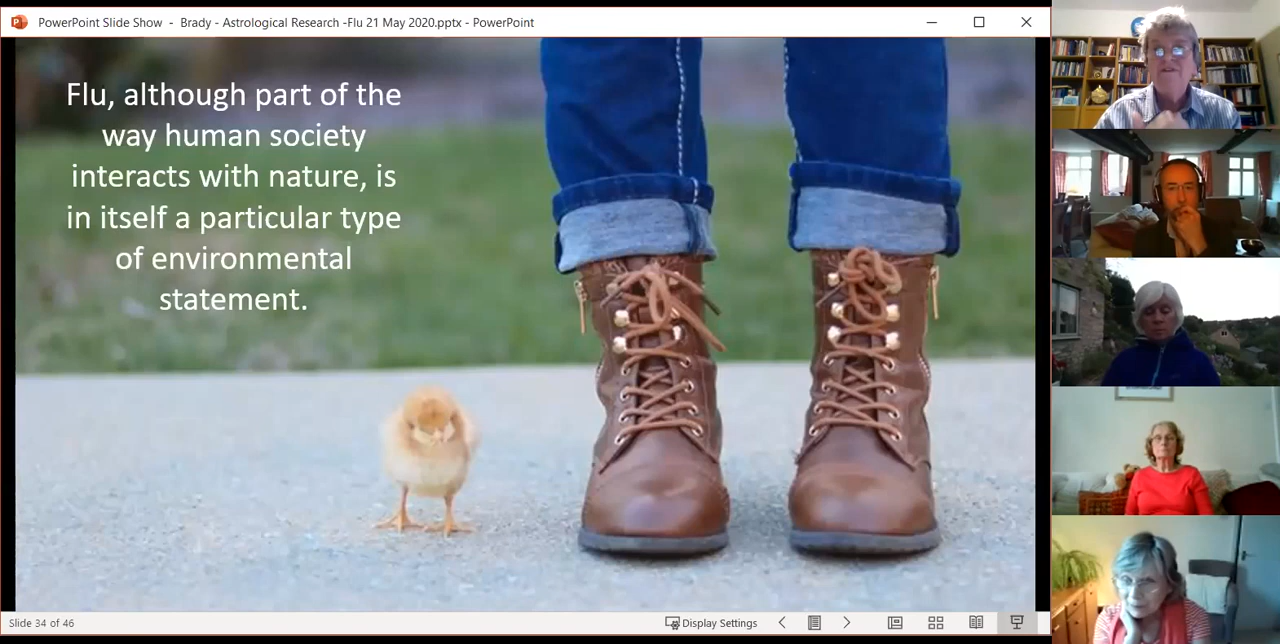 PowerPoint Slide Show - Brady - Astrological Research -Flu 21 May 2020.pptx - PowerPoint
Flu, although part of the
way human society
interacts with nature, is
in itself a particular type
of environmental
statement.
Slide 34 of 46
Display Settings